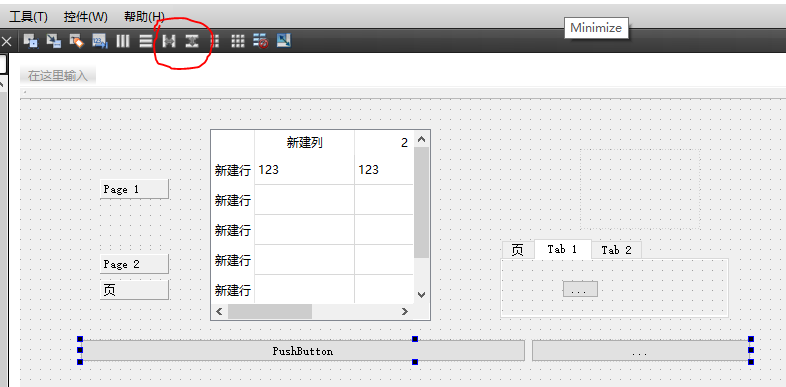 工具(T) 控件(W) 帮助(H)
Minimize
在这里输入
新建列 2
新建行 123 123
Page 1
新建行
新建行
页 Tab 1 Tab 2
新建行
Page 2
页
新建行
...
PushButton ...